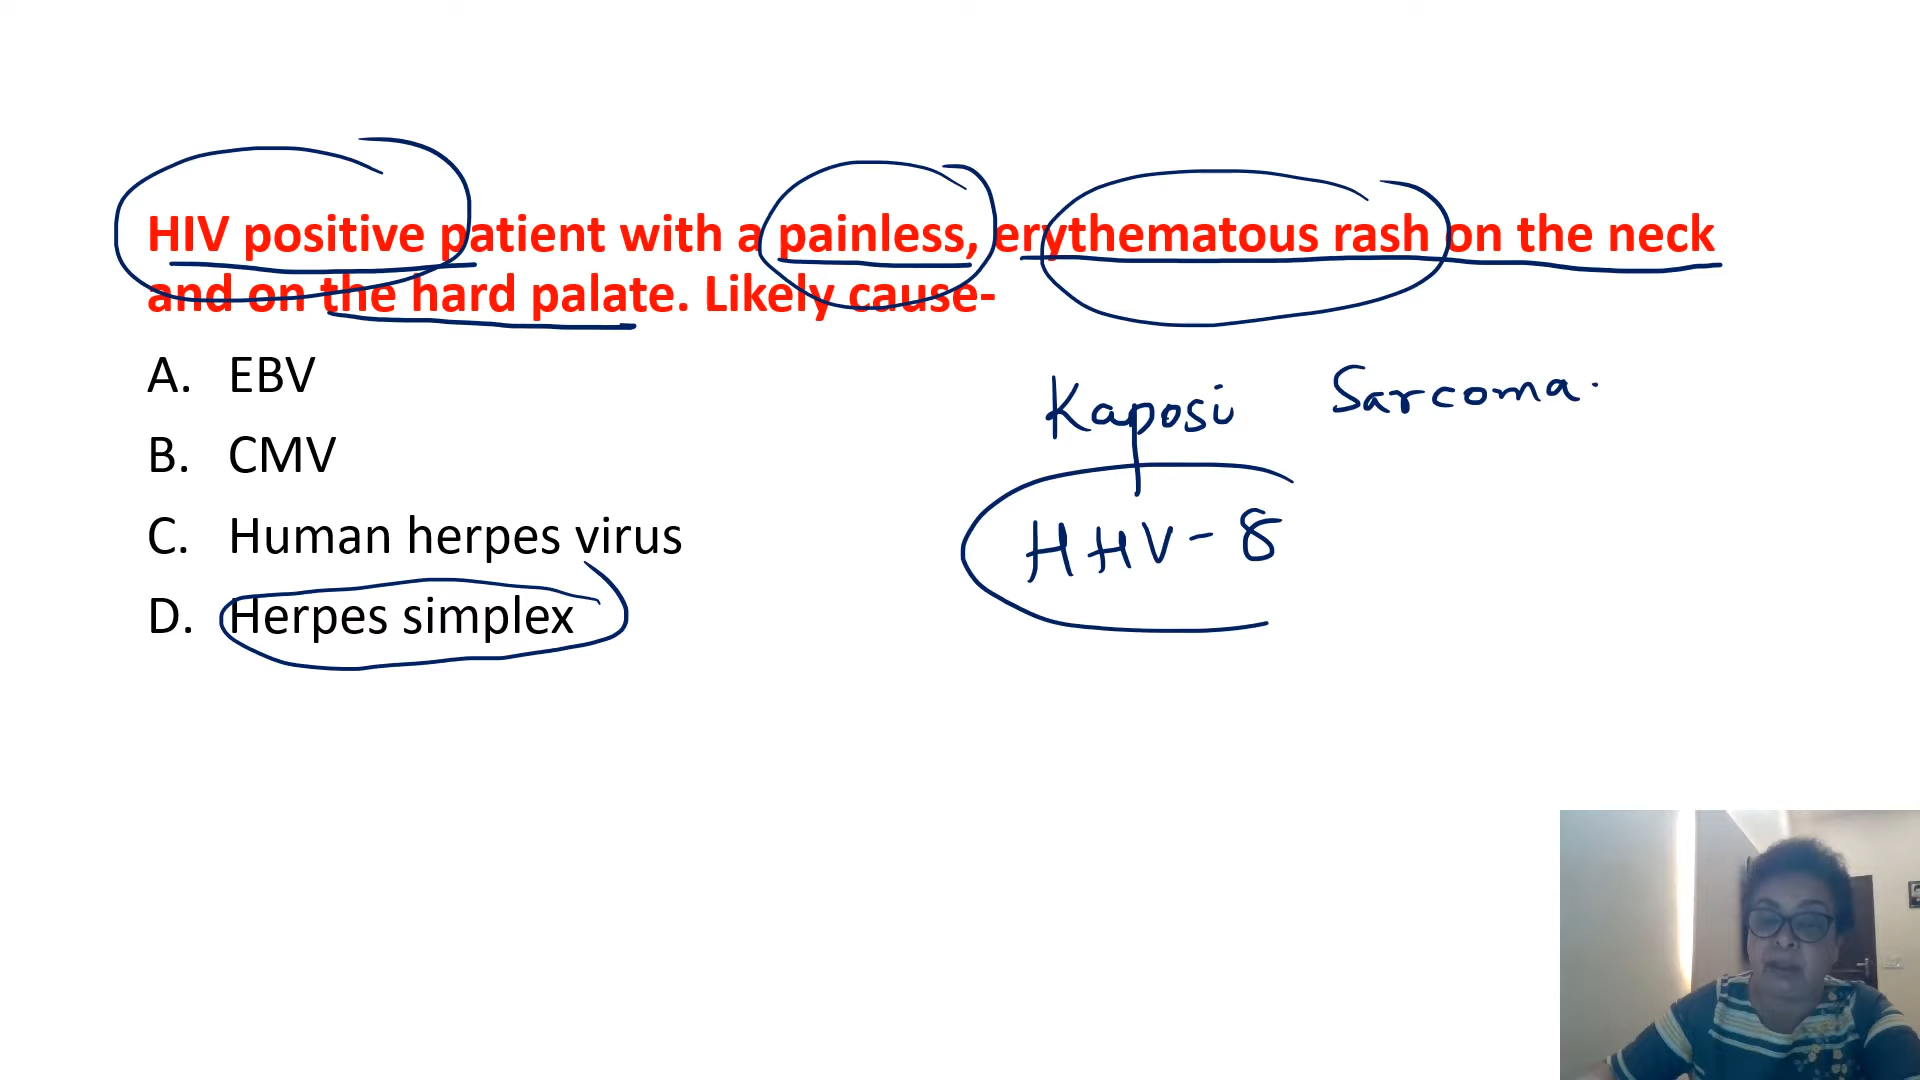 HIV positive patient with a painless, erythematous rash on the neck
and on the hard palate. Likely cause-
A. EBV
B. CMV
C. Human herpes virus
D. Herpes simplex
Kaposi Sarcoma.
HHV-8